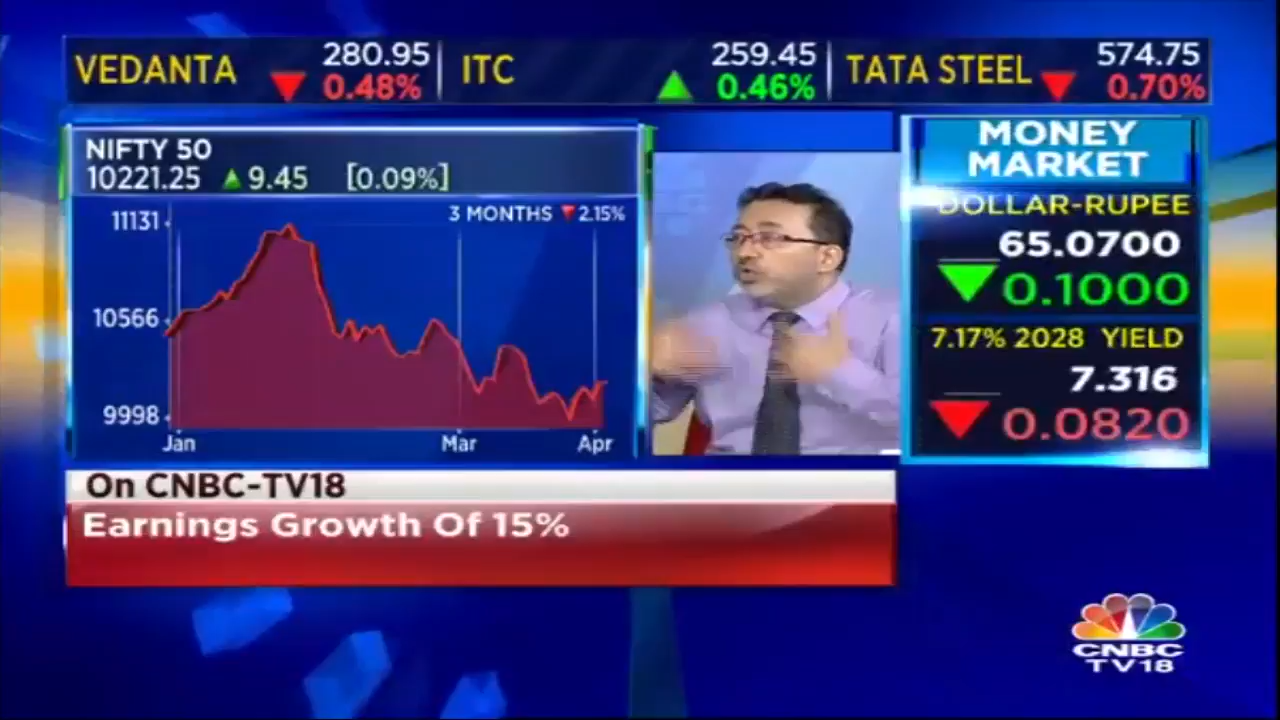 VEDANTA 280.95 0.48%
ITC 259.45 0.46%
TATA STEEL 574.75 0.70%
NIFTY 50
10221.25 9.45 [0.09%]
3 MONTHS 2.15%
11131
10566
9998
Jan Mar Apr
MONEY
MARKET
DOLLAR-RUPEE
65.0700
0.1000
7.17% 2028 YIELD
7.316
0.0820
On CNBC-TV18
Earnings Growth Of 15%
CNBC
TV18